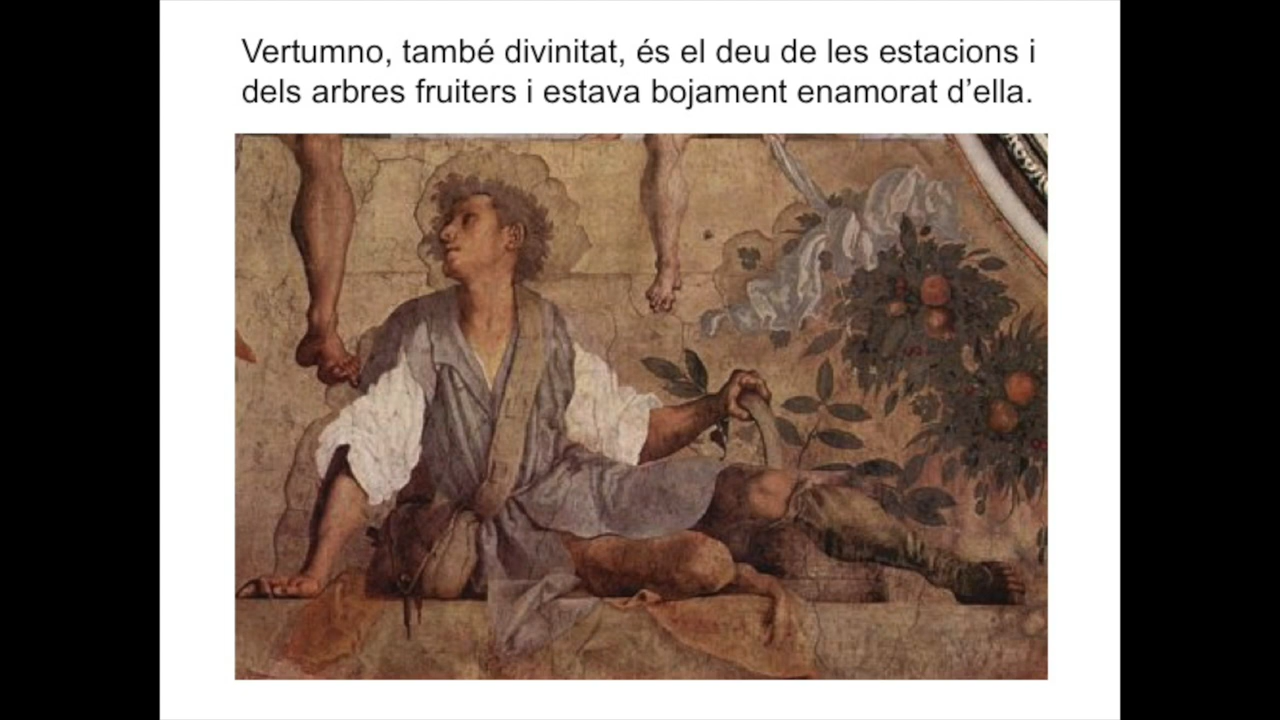 Vertumno, també divinitat, és el deu de les estacions i
dels arbres fruiters i estava bojament enamorat d’ella.